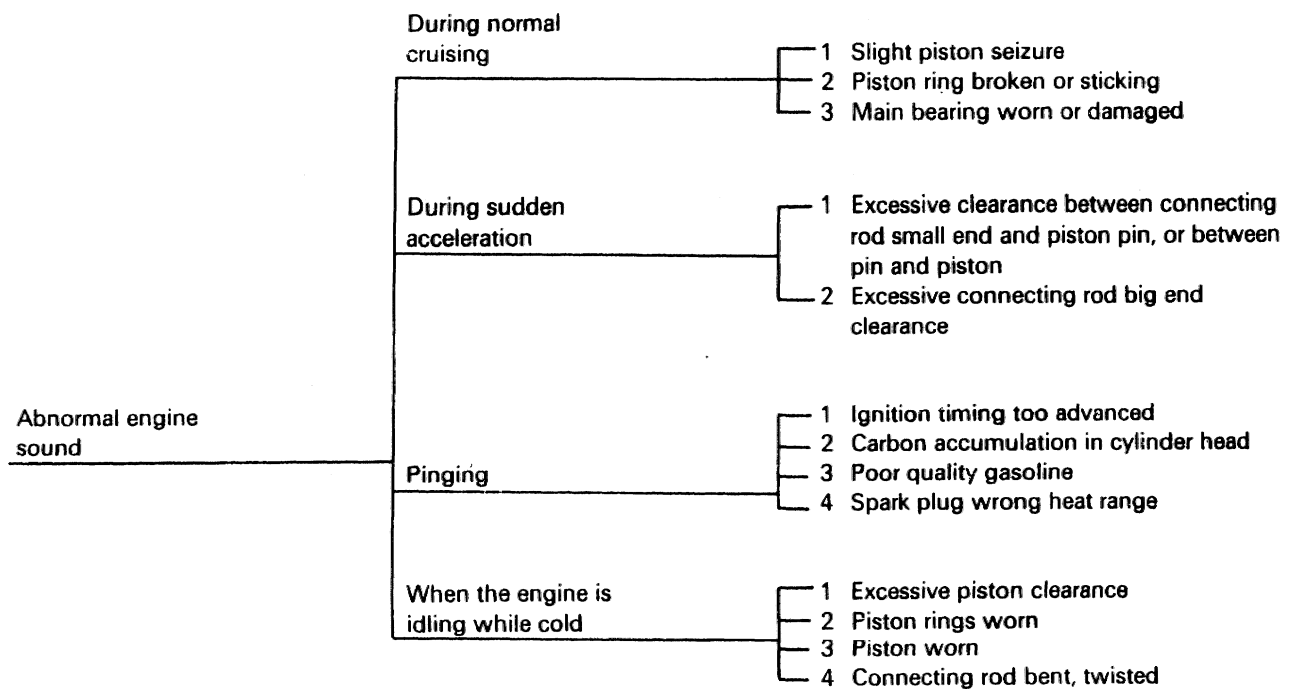 During normal
cruising
1 Slight piston seizure
2 Piston ring broken or sticking
3 Main bearing worn or damaged
During sudden
acceleration
1 Excessive clearance between connecting
rod small end and piston pin, or between
pin and piston
2 Excessive connecting rod big end
clearance
Abnormal engine
sound
Pinging
1 Ignition timing too advanced
2 Carbon accumulation in cylinder head
3 Poor quality gasoline
4 Spark plug wrong heat range
When the engine is
idling while cold
1 Excessive piston clearance
2 Piston rings worn
3 Piston worn
4 Connecting rod bent, twisted